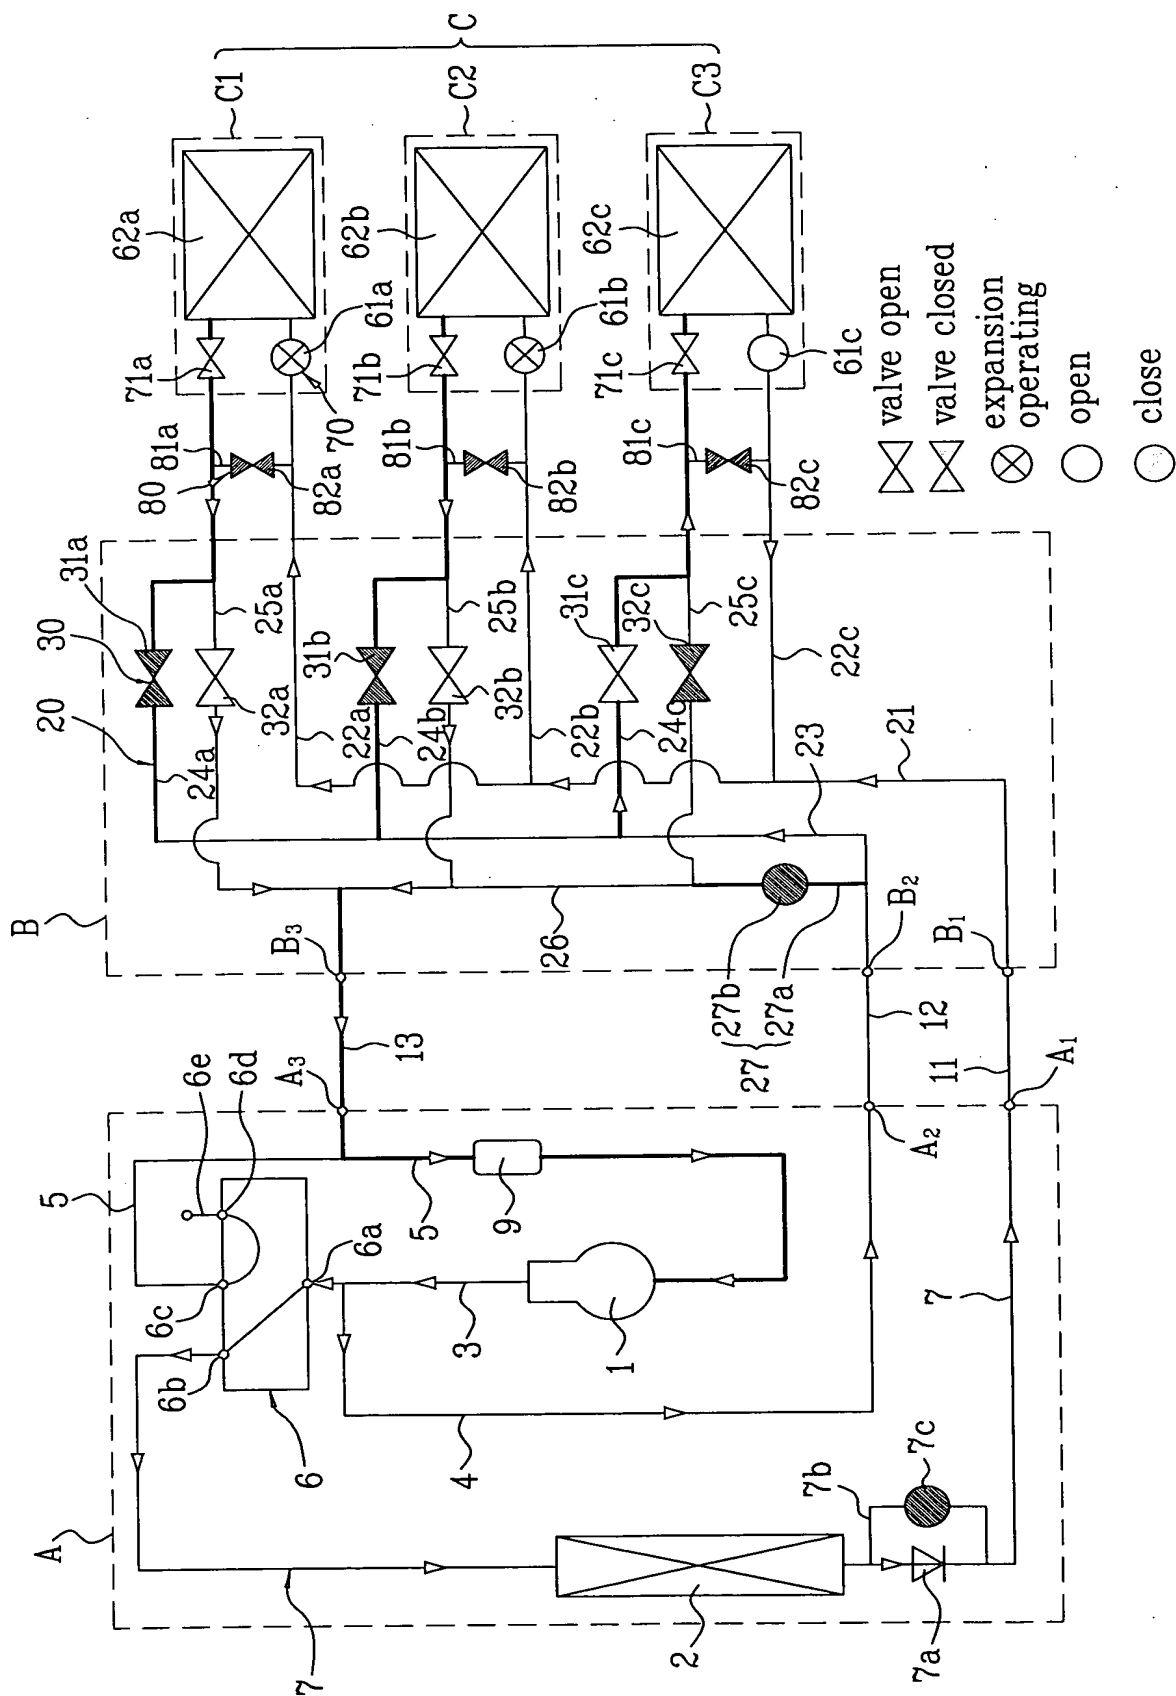 C
C1
C2
C3
62a
62b
62c
71a
61a
71b
61b
71c
61c
70
80
81a
82a
81b
82b
81c
82c
valve open
valve closed
expansion
operating
open
close
B
20
30
31a
24a
32a
25a
22a
31b
24b
32b
25b
22b
31c
24c
32c
25c
22c
21
23
26
27b
27a
27
B3
B2
B1
13
12
11
A3
A2
A1
A
5
6e
6d
6c
6a
6b
6
5
9
3
1
4
7
7
2
7b
7c
7a